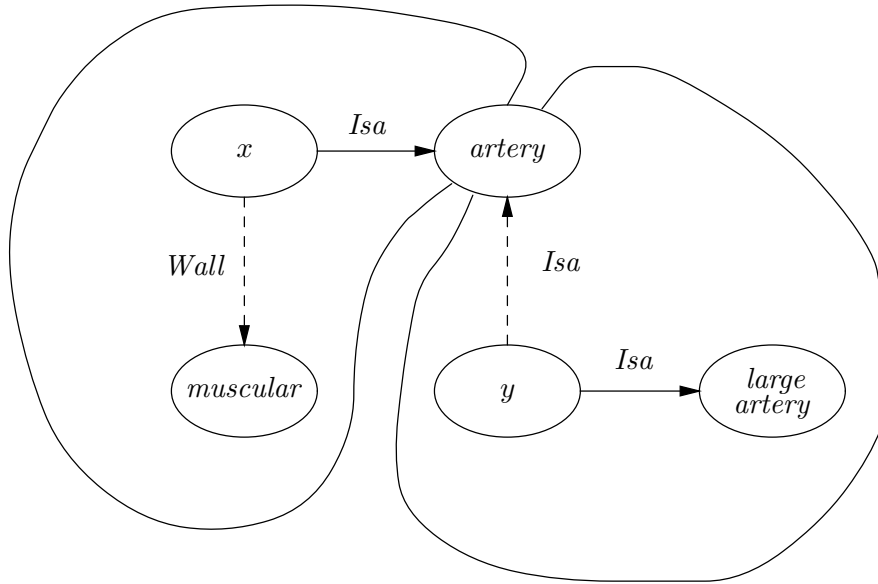 x
Isa
artery
Wall
Isa
muscular
y
Isa
large
artery